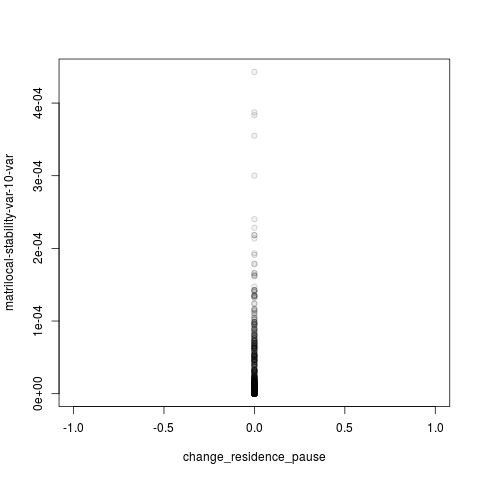 4e-04
3e-04
2e-04
1e-04
0e+00
matrilocal-stability-var-10-var
-1.0
-0.5
0.0
0.5
1.0
change_residence_pause